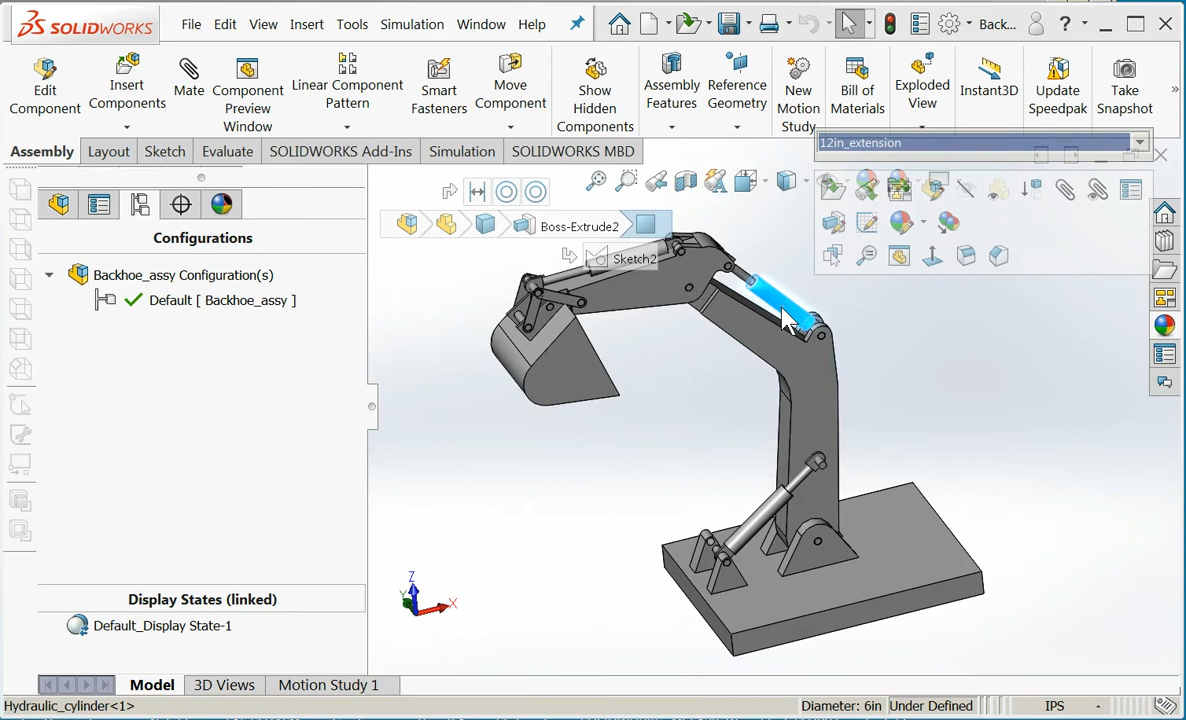 SOLIDWORKS File Edit View Insert Tools Simulation Window Help Back... ?
Edit Component
Insert Components
Mate
Component Preview Window
Linear Component Pattern
Smart Fasteners
Move Component
Show Hidden Components
Assembly Features
Reference Geometry
New Motion Study
Bill of Materials
Exploded View
Instant3D
Update Speedpak
Take Snapshot
»
12in_extension
Assembly Layout Sketch Evaluate SOLIDWORKS Add-Ins Simulation SOLIDWORKS MBD
Boss-Extrude2
Configurations
Sketch2
Backhoe_assy Configuration(s)
Default [ Backhoe_assy ]
Z
Y X
Display States (linked)
Default_Display State-1
Model 3D Views Motion Study 1
Hydraulic_cylinder<1> Diameter: 6in Under Defined IPS